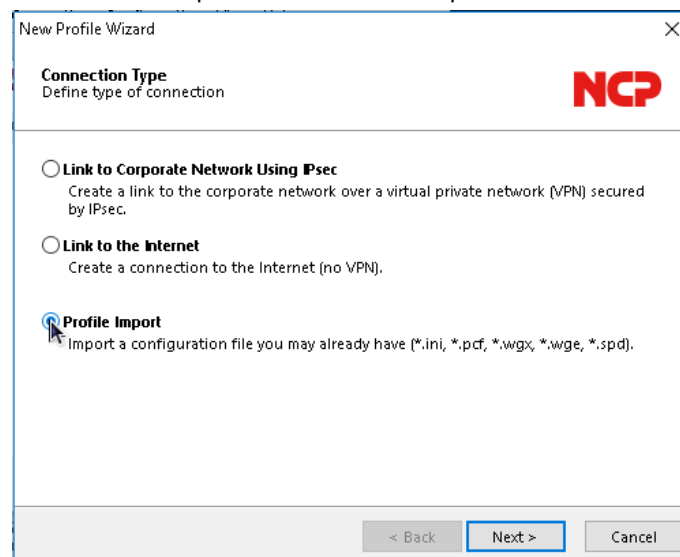 New Profile Wizard
Connection Type
Define type of connection
NCP
Link to Corporate Network Using IPsec
Create a link to the corporate network over a virtual private network (VPN) secured
by IPsec.
Link to the Internet
Create a connection to the Internet (no VPN).
Profile Import
Import a configuration file you may already have (*.ini, *.pcf, *.wgx, *.wge, *.spd).
< Back
Next >
Cancel